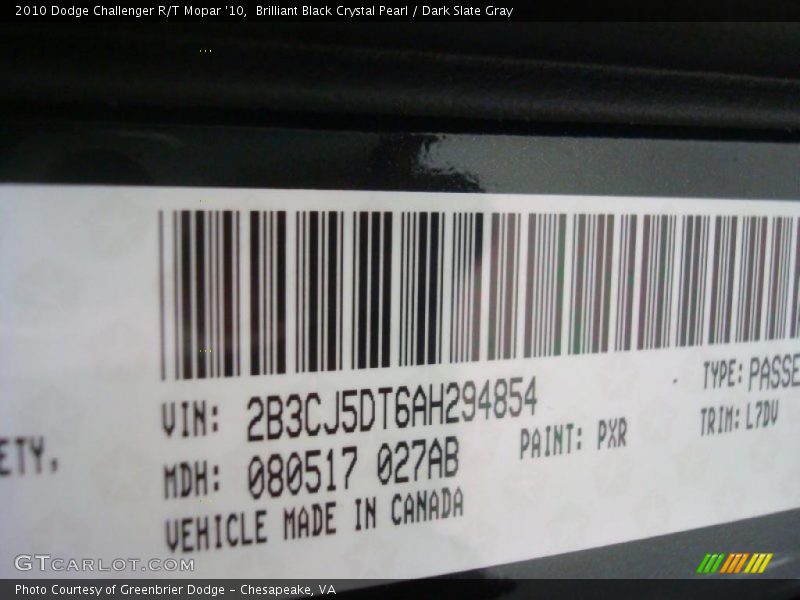 2010 Dodge Challenger R/T Mopar '10, Brilliant Black Crystal Pearl / Dark Slate Gray
VIN: 2B3CJ5DT6AH294854
TYPE: PASSE
ETY,
MDH: 080517 027AB
PAINT: PXR
TRIM: L7DV
VEHICLE MADE IN CANADA
GTCARLOT.COM
Photo Courtesy of Greenbrier Dodge – Chesapeake, VA